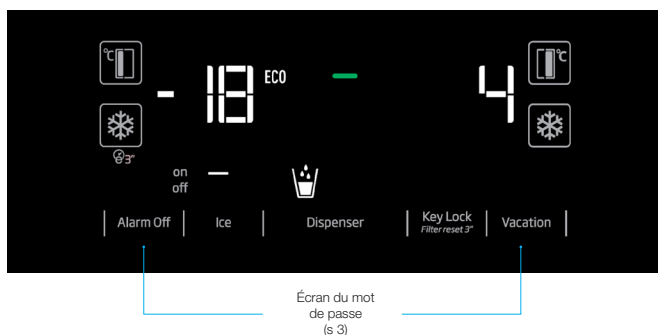 °C
°C
- 18 ECO
4
3"
on
off
Alarm Off
Ice
Dispenser
Key Lock
Filter reset 3"
Vacation
Écran du mot
de passe
(s 3)